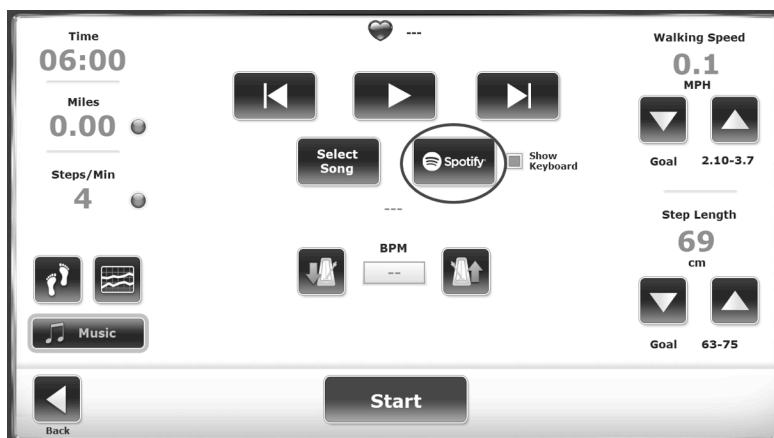 Time
06:00
Miles
0.00
Steps/Min
4
Music
Back
---
Select
Song
Spotify
Show
Keyboard
---
BPM
--
Start
Walking Speed
0.1
MPH
Goal 2.10-3.7
Step Length
69
cm
Goal 63-75